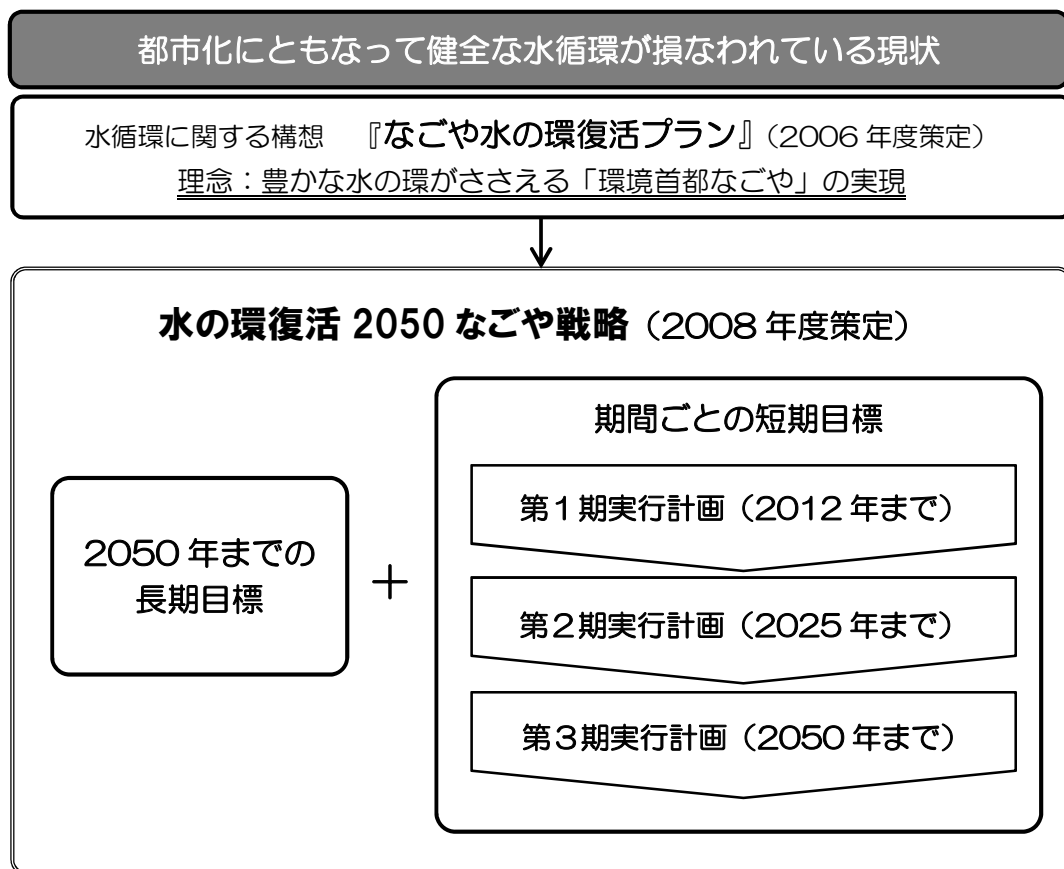 都市化にともなって健全な水循環が損なわれている現状
水循環に関する構想 『なごや水の環復活プラン』（2006 年度策定）
理念：豊かな水の環がささえる「環境首都なごや」の実現
水の環復活 2050 なごや戦略（2008 年度策定）
期間ごとの短期目標
2050 年までの
長期目標
＋
第１期実行計画（2012 年まで）
第２期実行計画（2025 年まで）
第３期実行計画（2050 年まで）